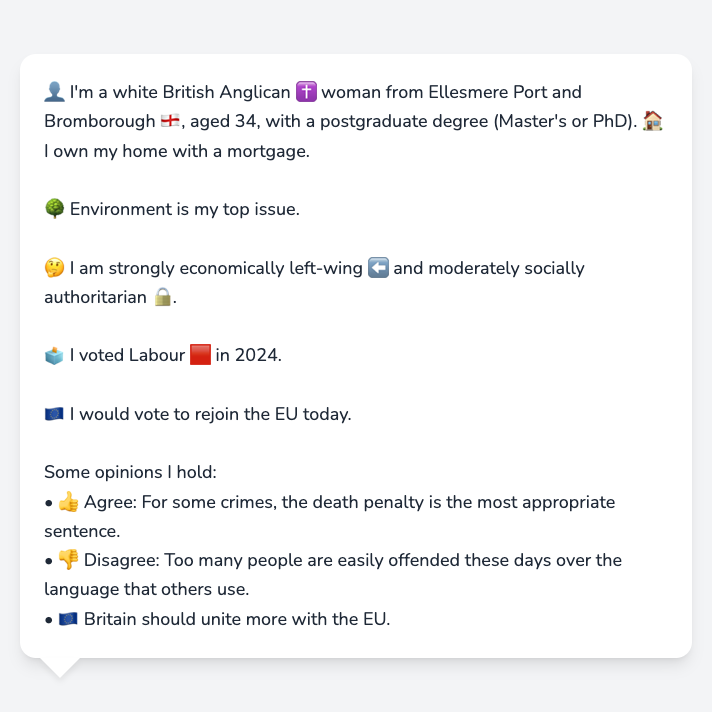 👤 I'm a white British Anglican ✝️ woman from Ellesmere Port and
Bromborough 🏴󠁧󠁢󠁥󠁮󠁧󠁿, aged 34, with a postgraduate degree (Master's or PhD). 🏠
I own my home with a mortgage.
🌳 Environment is my top issue.
🤔 I am strongly economically left-wing ⬅️ and moderately socially
authoritarian 🔒.
🗳️ I voted Labour 🟥 in 2024.
🇪🇺 I would vote to rejoin the EU today.
Some opinions I hold:
• 👍 Agree: For some crimes, the death penalty is the most appropriate
sentence.
• 👎 Disagree: Too many people are easily offended these days over the
language that others use.
• 🇪🇺 Britain should unite more with the EU.